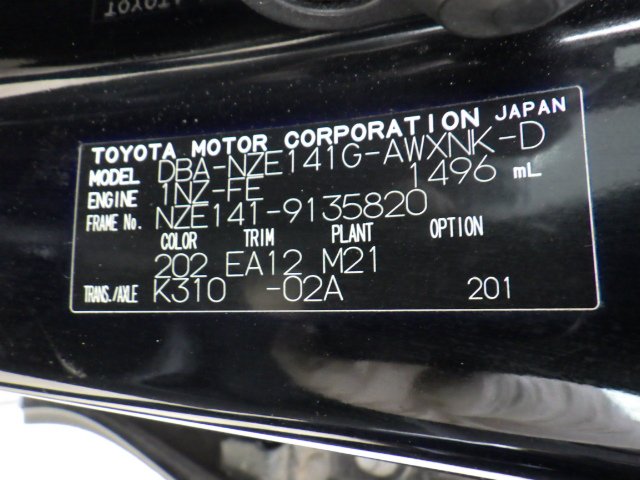 TOYOTA MOTOR CORPORATION JAPAN
MODEL DBA-NZE141G-AWXNK-D
ENGINE 1NZ-FE 1496 mL
FRAME No. NZE141-9135820
COLOR TRIM PLANT OPTION
202 EA12 M21
TRANS./AXLE K310 -02A 201